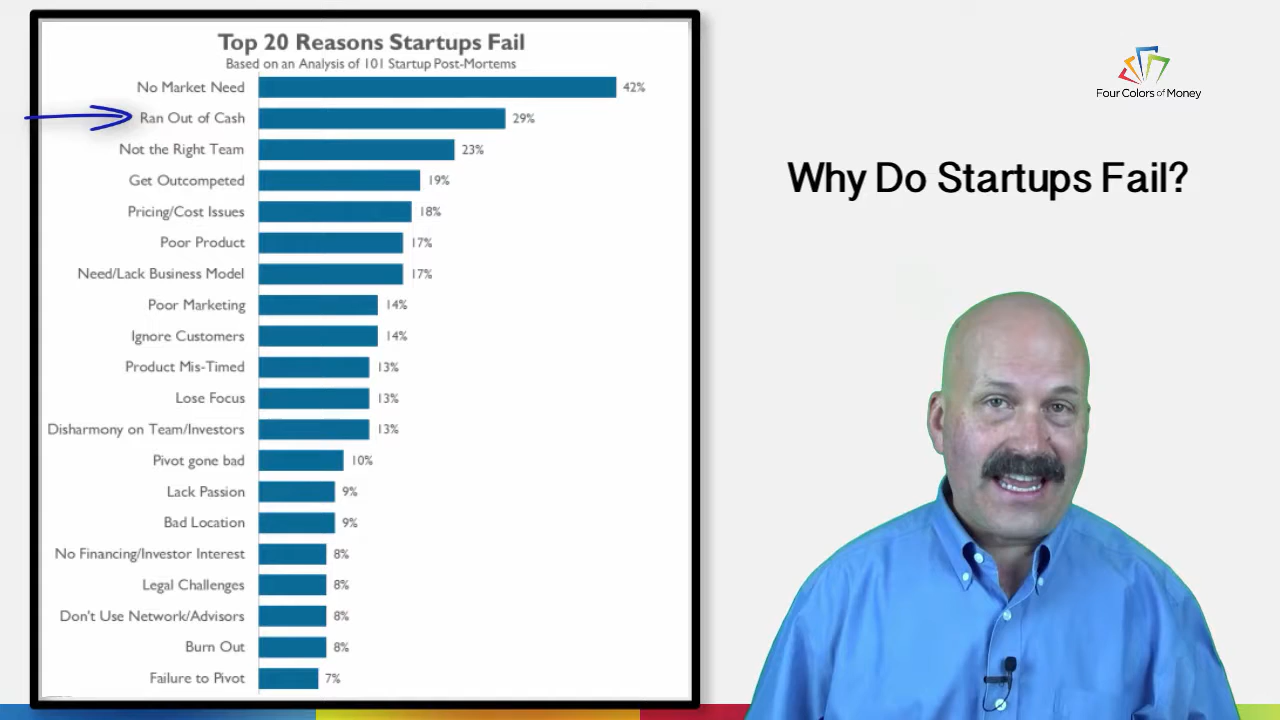 Top 20 Reasons Startups Fail
Based on an Analysis of 101 Startup Post-Mortems
No Market Need 42%
Ran Out of Cash 29%
Not the Right Team 23%
Get Outcompeted 19%
Pricing/Cost Issues 18%
Poor Product 17%
Need/Lack Business Model 17%
Poor Marketing 14%
Ignore Customers 14%
Product Mis-Timed 13%
Lose Focus 13%
Disharmony on Team/Investors 13%
Pivot gone bad 10%
Lack Passion 9%
Bad Location 9%
No Financing/Investor Interest 8%
Legal Challenges 8%
Don't Use Network/Advisors 8%
Burn Out 8%
Failure to Pivot 7%
Four Colors of Money
Why Do Startups Fail?